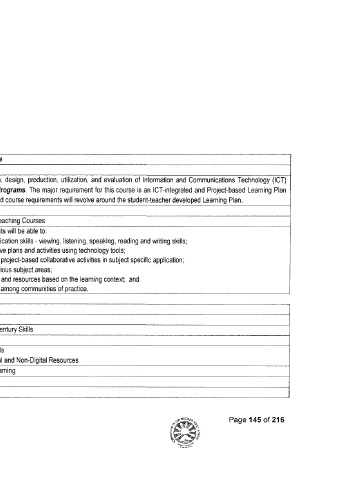 , design, production, utilization, and evaluation of Information and Communications Technology (ICT)
rograms. The major requirement for this course is an ICT-integrated and Project-based Learning Plan
d course requirements will revolve around the student-teacher developed Learning Plan.
eaching Courses
ts will be able to:
ication skills - viewing, listening, speaking, reading and writing skills;
ve plans and activities using technology tools;
project-based collaborative activities in subject specific application;
ious subject areas;
and resources based on the learning context; and
among communities of practice.
entury Skills
ls
l and Non-Digital Resources
arning
Page 145 of 216